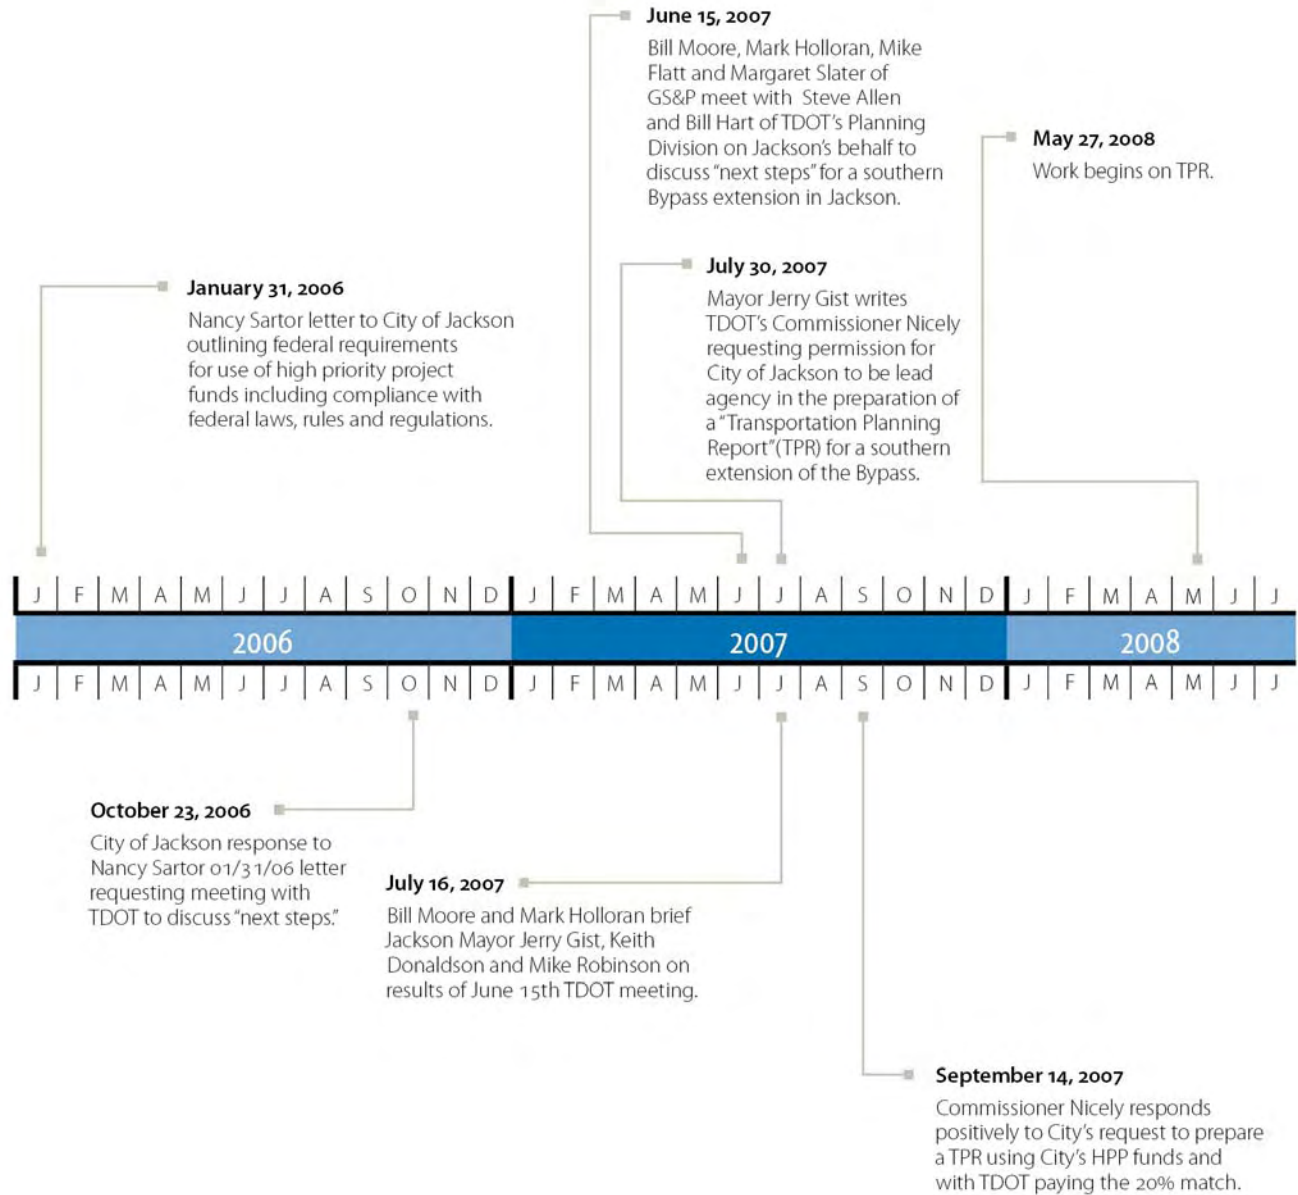 June 15, 2007
Bill Moore, Mark Holloran, Mike
Flatt and Margaret Slater of
GS&P meet with Steve Allen
and Bill Hart of TDOT's Planning
Division on Jackson's behalf to
discuss "next steps" for a southern
Bypass extension in Jackson.
May 27, 2008
Work begins on TPR.
July 30, 2007
Mayor Jerry Gist writes
TDOT's Commissioner Nicely
requesting permission for
City of Jackson to be lead
agency in the preparation of
a "Transportation Planning
Report" (TPR) for a southern
extension of the Bypass.
January 31, 2006
Nancy Sartor letter to City of Jackson
outlining federal requirements
for use of high priority project
funds including compliance with
federal laws, rules and regulations.
J F M A M J J A S O N D J F M A M J J A S O N D J F M A M J J
2006 2007 2008
J F M A M J J A S O N D J F M A M J J A S O N D J F M A M J J
October 23, 2006
City of Jackson response to
Nancy Sartor 01/31/06 letter
requesting meeting with
TDOT to discuss "next steps."
July 16, 2007
Bill Moore and Mark Holloran brief
Jackson Mayor Jerry Gist, Keith
Donaldson and Mike Robinson on
results of June 15th TDOT meeting.
September 14, 2007
Commissioner Nicely responds
positively to City's request to prepare
a TPR using City's HPP funds and
with TDOT paying the 20% match.